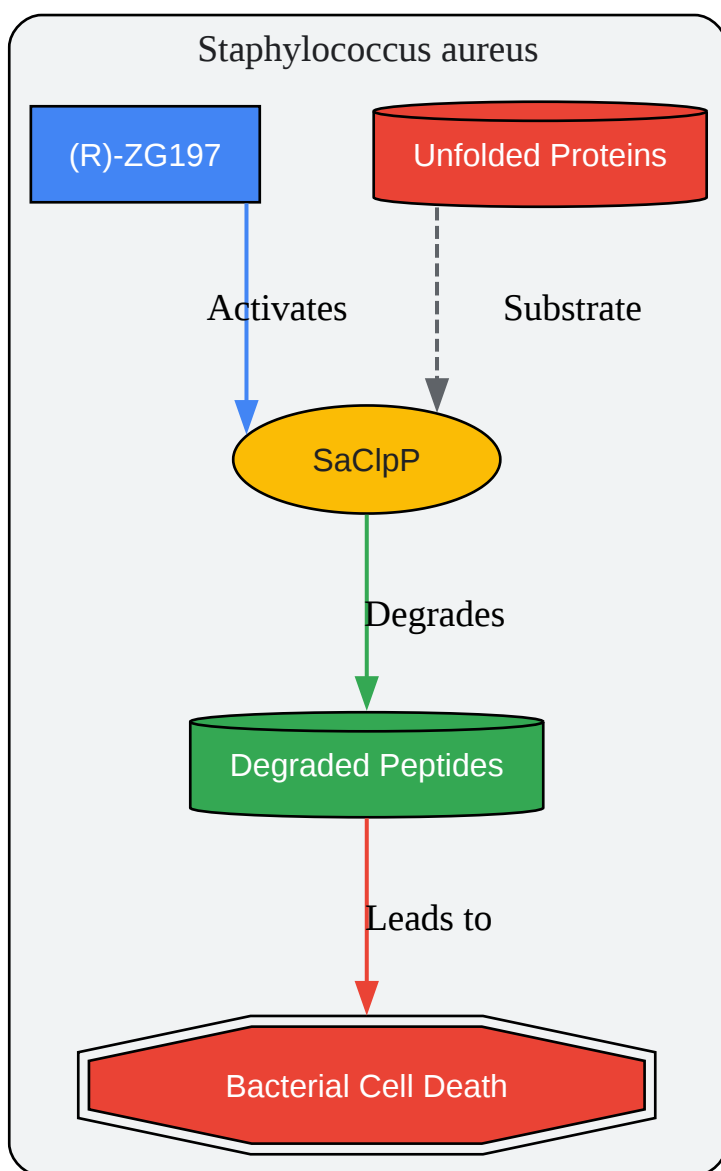 Staphylococcus aureus
(R)-ZG197
Unfolded Proteins
Activates
Substrate
SaClpP
Degrades
Degraded Peptides
Leads to
Bacterial Cell Death